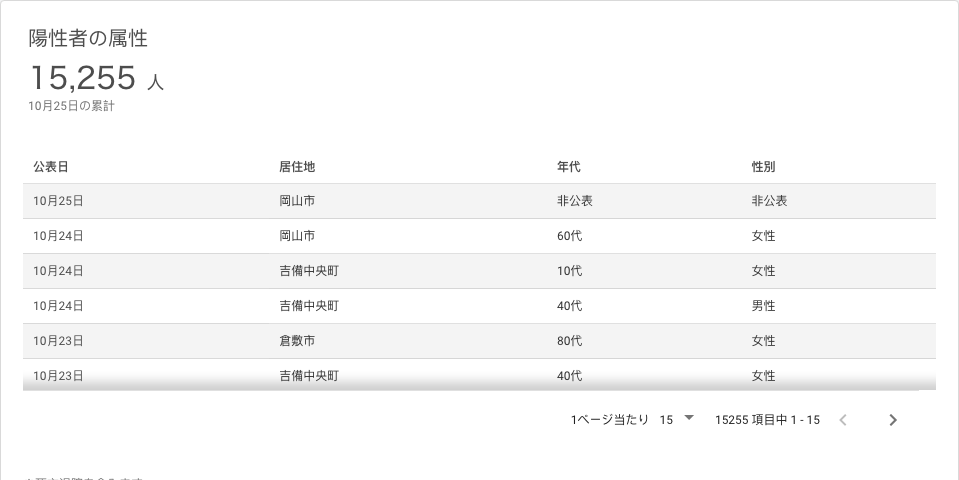 陽性者の属性
15,255 人
10月25日の累計
公表日 居住地 年代 性別
10月25日 岡山市 非公表 非公表
10月24日 岡山市 60代 女性
10月24日 吉備中央町 10代 女性
10月24日 吉備中央町 40代 男性
10月23日 倉敷市 80代 女性
10月23日 吉備中央町 40代 女性
1ページ当たり 15 15255 項目中 1 - 15